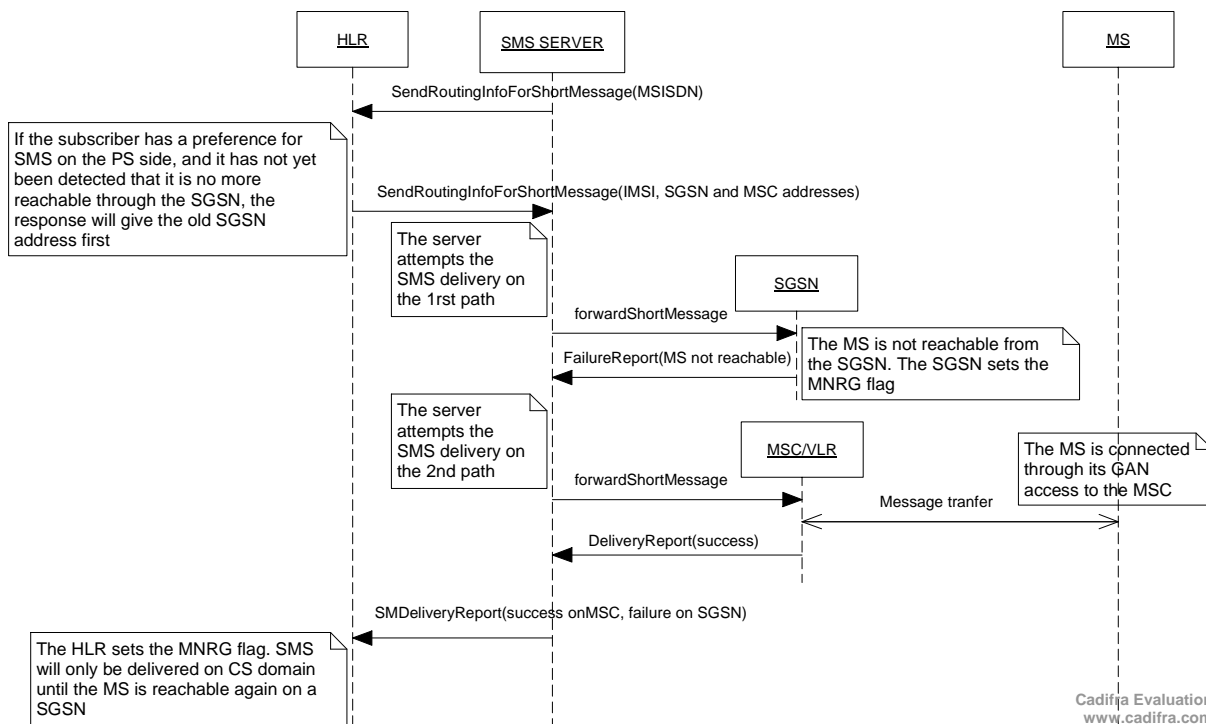 HLR
SMS SERVER
MS
SendRoutingInfoForShortMessage(MSISDN)
If the subscriber has a preference for
SMS on the PS side, and it has not yet
been detected that it is no more
reachable through the SGSN, the
response will give the old SGSN
address first
SendRoutingInfoForShortMessage(IMSI, SGSN and MSC addresses)
The server
attempts the
SMS delivery on
the 1rst path
SGSN
forwardShortMessage
The MS is not reachable from
the SGSN. The SGSN sets the
MNRG flag
FailureReport(MS not reachable)
The server
attempts the
SMS delivery on
the 2nd path
MSC/VLR
The MS is connected
through its GAN
access to the MSC
forwardShortMessage
Message tranfer
DeliveryReport(success)
SMDeliveryReport(success onMSC, failure on SGSN)
The HLR sets the MNRG flag. SMS
will only be delivered on CS domain
until the MS is reachable again on a
SGSN
Cadifra Evaluation
www.cadifra.com